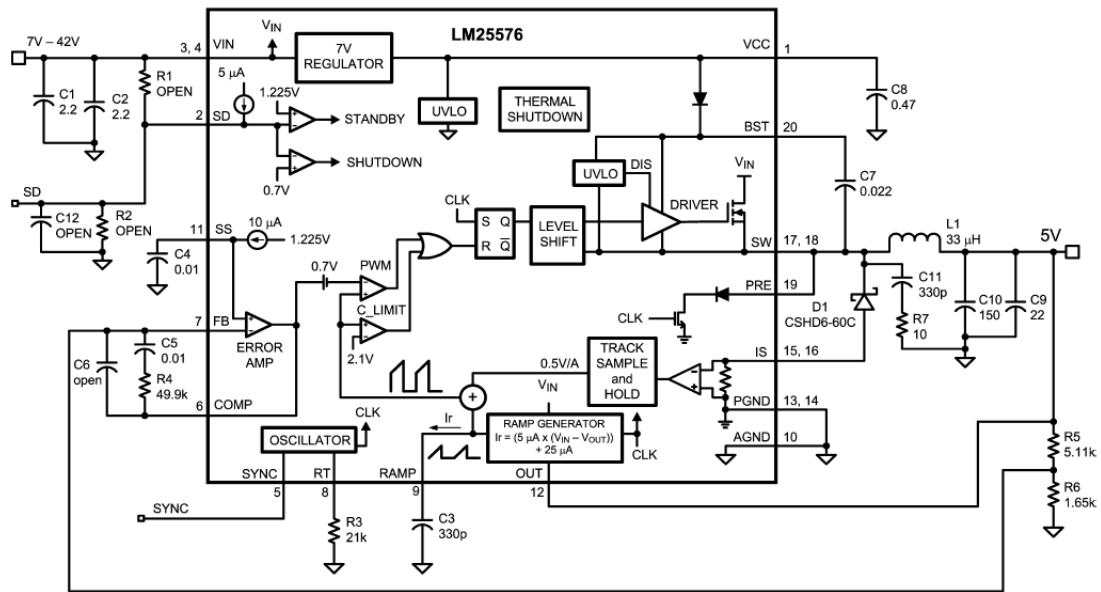 LM25576
7V – 42V
3, 4
VIN
VIN
7V
REGULATOR
VCC
1
R1
OPEN
C1
2.2
C2
2.2
5 µA
1.225V
STANDBY
UVLO
THERMAL
SHUTDOWN
C8
0.47
2
SD
SHUTDOWN
0.7V
BST
20
SD
C12
OPEN
R2
OPEN
UVLO
DIS
DRIVER
VIN
C7
0.022
CLK
S Q
R Q
LEVEL
SHIFT
SW
17, 18
L1
33 µH
5V
11
SS
10 µA
1.225V
C4
0.01
0.7V
PWM
C_LIMIT
2.1V
PRE
19
CLK
D1
CSHD6-60C
C11
330p
R7
10
C10
150
C9
22
7
FB
ERROR
AMP
C6
open
C5
0.01
R4
49.9k
6
COMP
0.5V/A
TRACK
SAMPLE
and
HOLD
IS
15, 16
PGND
13, 14
AGND
10
VIN
Ir
RAMP GENERATOR
Ir = (5 µA x (VIN – VOUT))
+ 25 µA
CLK
CLK
OSCILLATOR
SYNC
5
RT
8
RAMP
9
OUT
12
R5
5.11k
R6
1.65k
SYNC
R3
21k
C3
330p